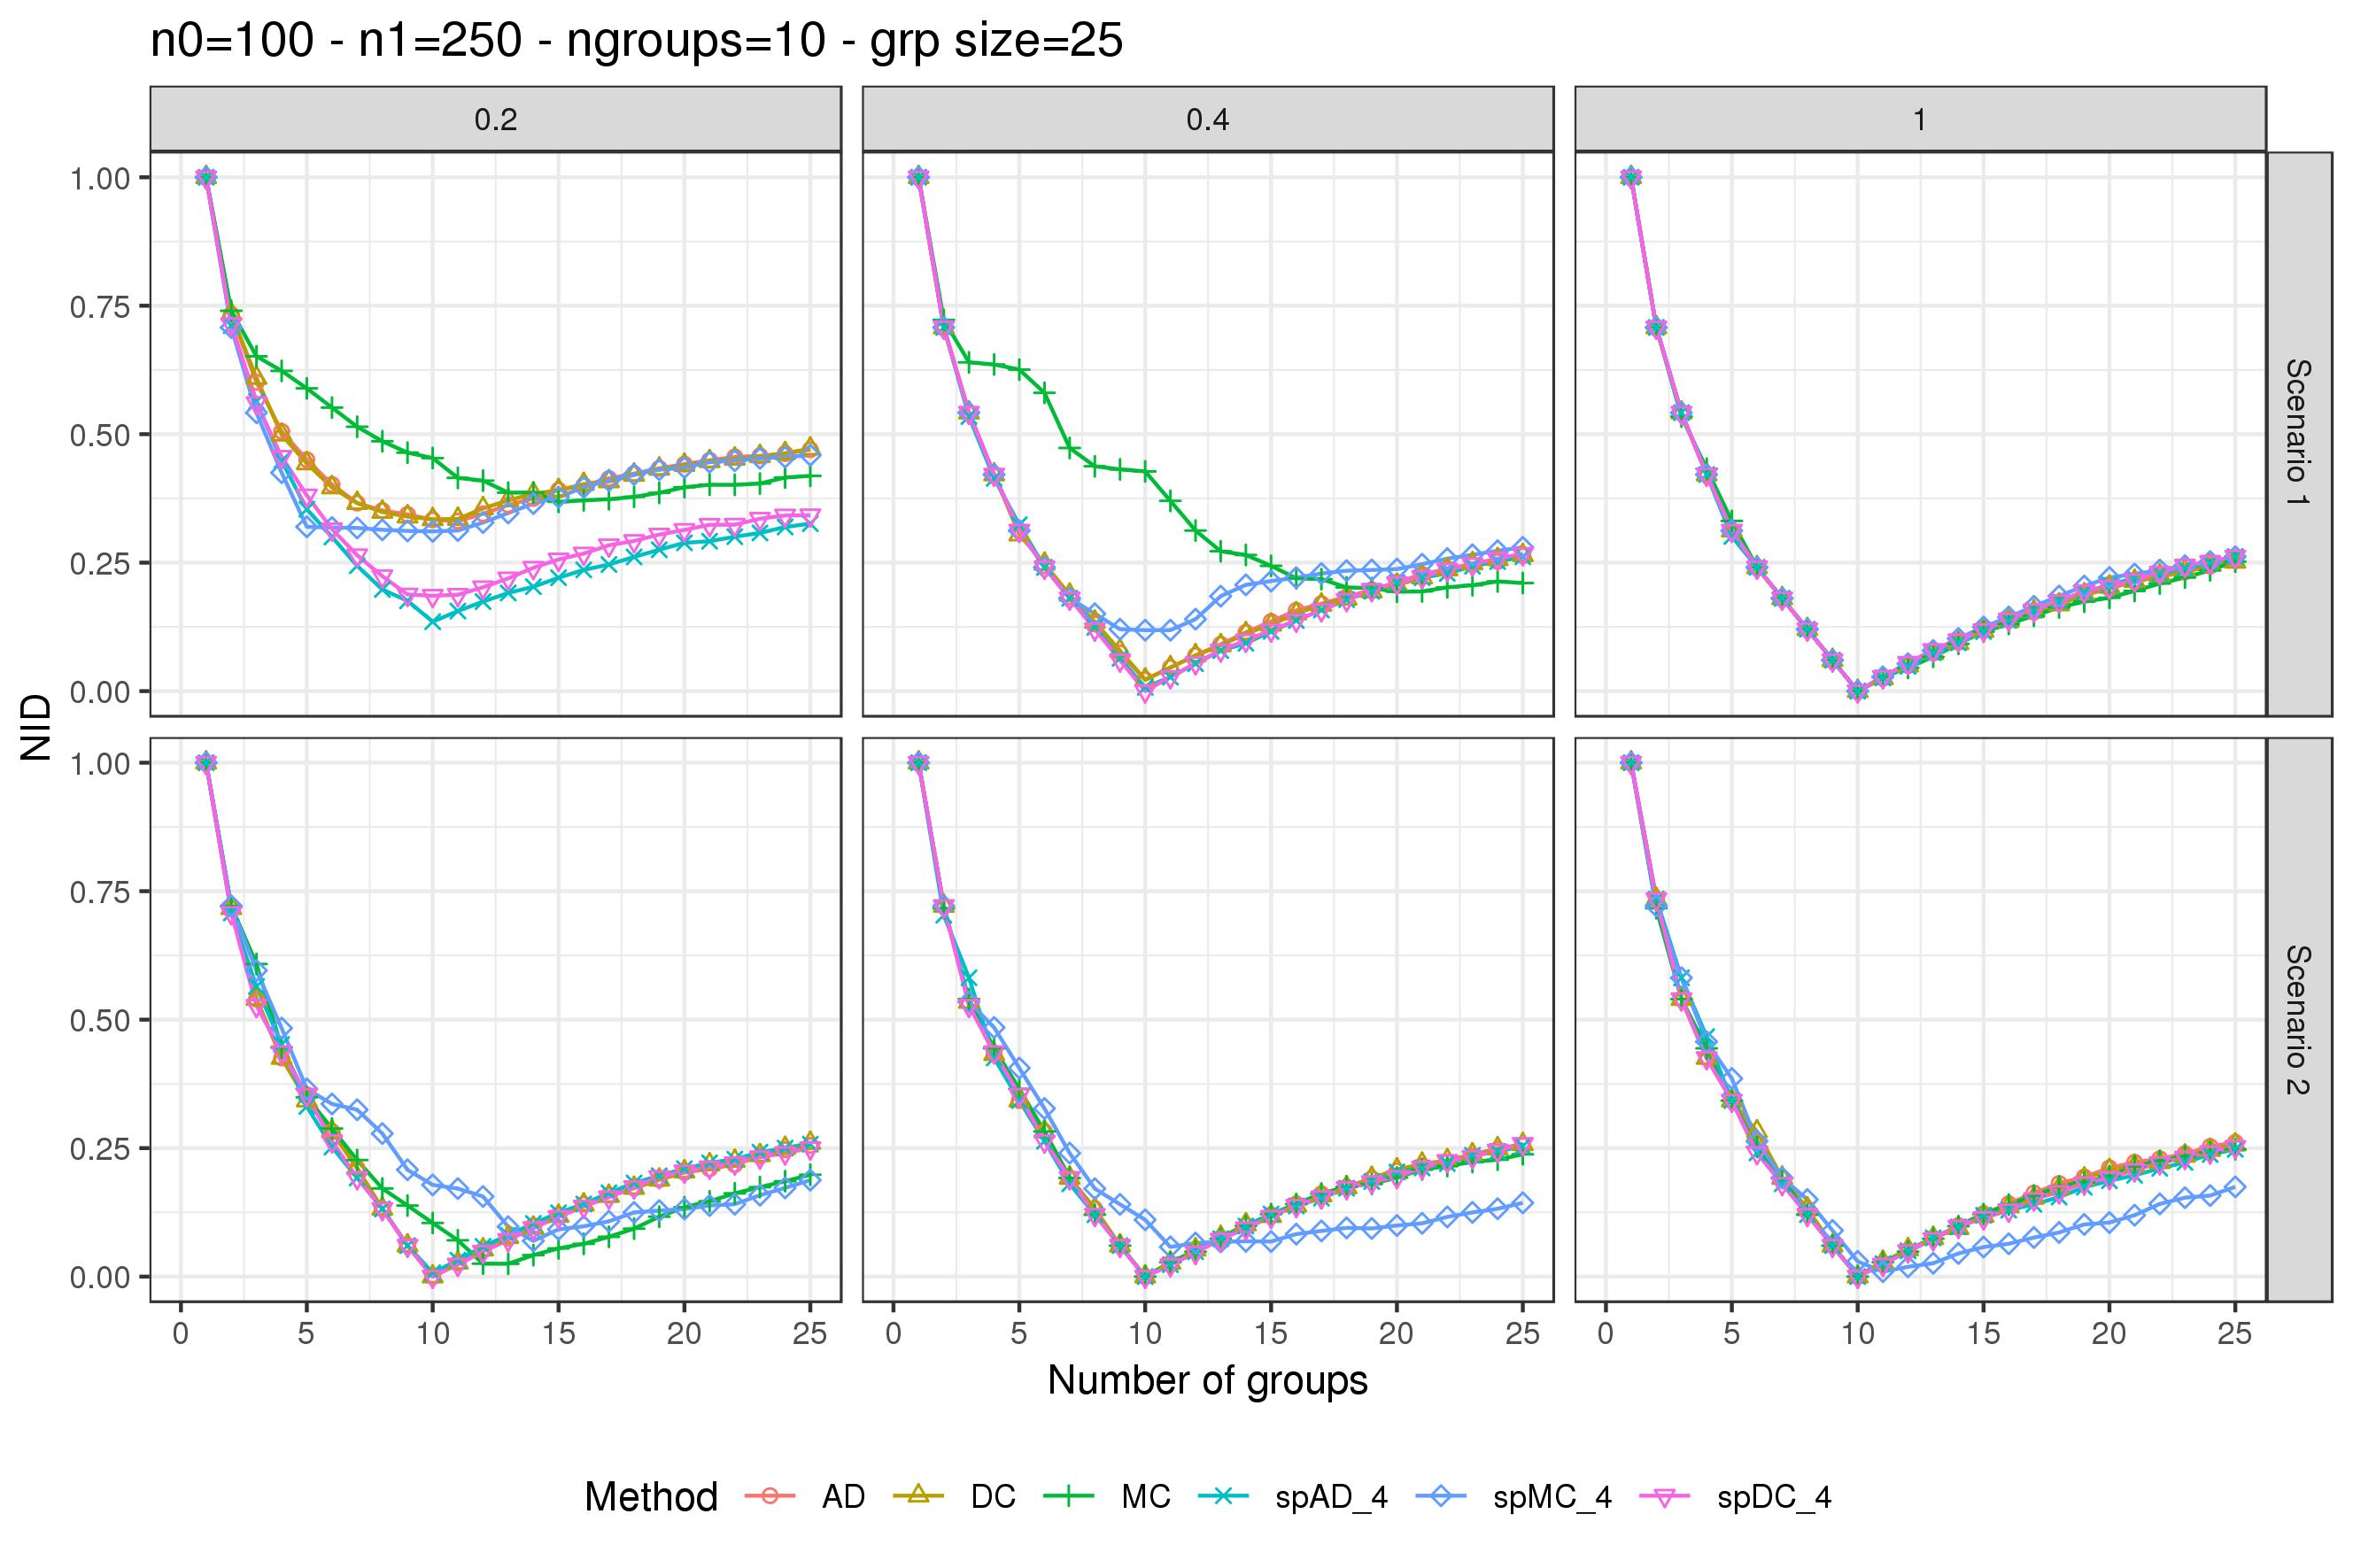 n0=100 - n1=250 - ngroups=10 - grp size=25
0.2
0.4
1
1.00
0.75
0.50
0.25
0.00
Scenario 1
NID
1.00
0.75
0.50
0.25
0.00
Scenario 2
0 5 10 15 20 25
0 5 10 15 20 25
0 5 10 15 20 25
Number of groups
Method AD DC MC spAD_4 spMC_4 spDC_4